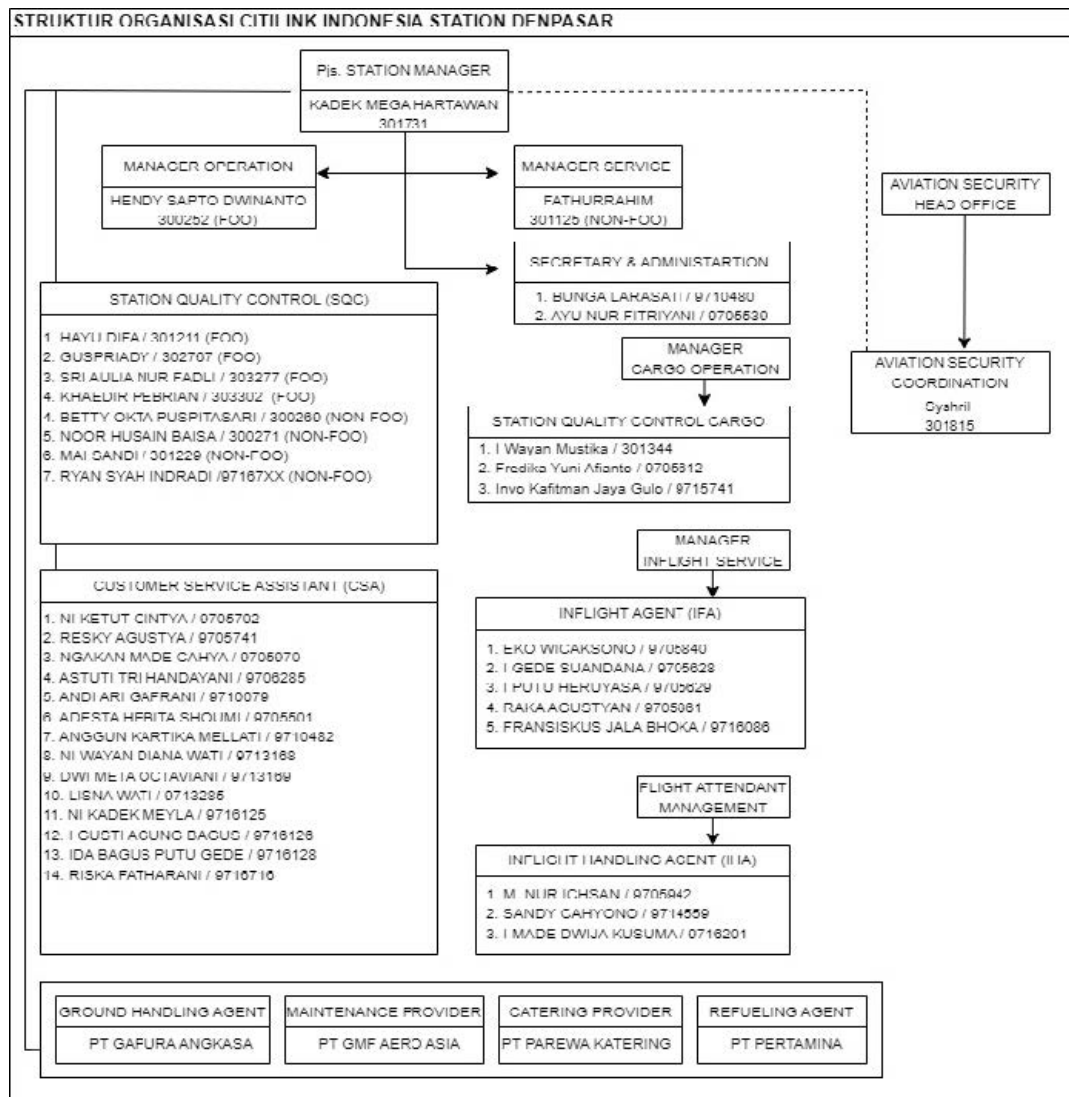 STRUKTUR ORGANISASI CITILINK INDONESIA STATION DENPASAR
Pjs. STATION MANAGER
KADEK MEGA HARTAWAN
301731
MANAGER OPERATION
HENDY SAPTO DWINANTO
300252 (FOO)
MANAGER SERVICE
FATHURRAHIM
301125 (NON-FOO)
AVIATION SECURITY
HEAD OFFICE
SECRETARY & ADMINISTARTION
1. BUNGA LARASATI / 9710480
2. AYU NUR FITRIYANI / 0705530
STATION QUALITY CONTROL (SQC)
1. HAYU DIFA / 301211 (FOO)
2. GUSPRIADY / 302707 (FOO)
3. SRI AULIA NUR FADLI / 303277 (FOO)
4. KHAEDIR PEBRIAN / 303302 (FOO)
4. BETTY OKTA PUSPITASARI / 300260 (NON-FOO)
5. NOOR HUSAIN BAISA / 300271 (NON-FOO)
6. MAI SANDI / 301229 (NON-FOO)
7. RYAN SYAH INDRADI /97167XX (NON-FOO)
MANAGER
CARGO OPERATION
STATION QUALITY CONTROL CARGO
1. I Wayan Mustika / 301344
2. Fredika Yuni Afianto / 0705812
3. Invo Kafitman Jaya Gulo / 9715741
AVIATION SECURITY
COORDINATION
Syahril
301815
MANAGER
INFLIGHT SERVICE
INFLIGHT AGENT (IFA)
1. EKO WICAKSONO / 9705840
2. I GEDE SUANDANA / 9705628
3. I PUTU HERUYASA / 9705629
4. RAKA AGUSTYAN / 9705861
5. FRANSISKUS JALA BHOKA / 9716086
CUSTOMER SERVICE ASSISTANT (CSA)
1. NI KETUT CINTYA / 0705702
2. RESKY AGUSTYA / 9705741
3. NGAKAN MADE CAHYA / 0705070
4. ASTUTI TRI HANDAYANI / 9706285
5. ANDI ARI GAFRANI / 9710079
6. ADESTA HEBITA SHOUMI / 9705501
7. ANGGUN KARTIKA MELLATI / 9710482
8. NI WAYAN DIANA WATI / 9713168
9. DWI META OCTAVIANI / 9713169
10. LISNA WATI / 0713285
11. NI KADEK MEYLA / 9716125
12. I GUSTI AGUNG BAGUS / 9716126
13. IDA BAGUS PUTU GEDE / 9716128
14. RISKA FATHARANI / 9716716
FLIGHT ATTENDANT
MANAGEMENT
INFLIGHT HANDLING AGENT (IHA)
1. M. NUR ICHSAN / 9705942
2. SANDY CAHYONO / 9714559
3. I MADE DWIJA KUSUMA / 0716201
GROUND HANDLING AGENT
PT GAFURA ANGKASA
MAINTENANCE PROVIDER
PT GMF AERO ASIA
CATERING PROVIDER
PT PAREWA KATERING
REFUELING AGENT
PT PERTAMINA